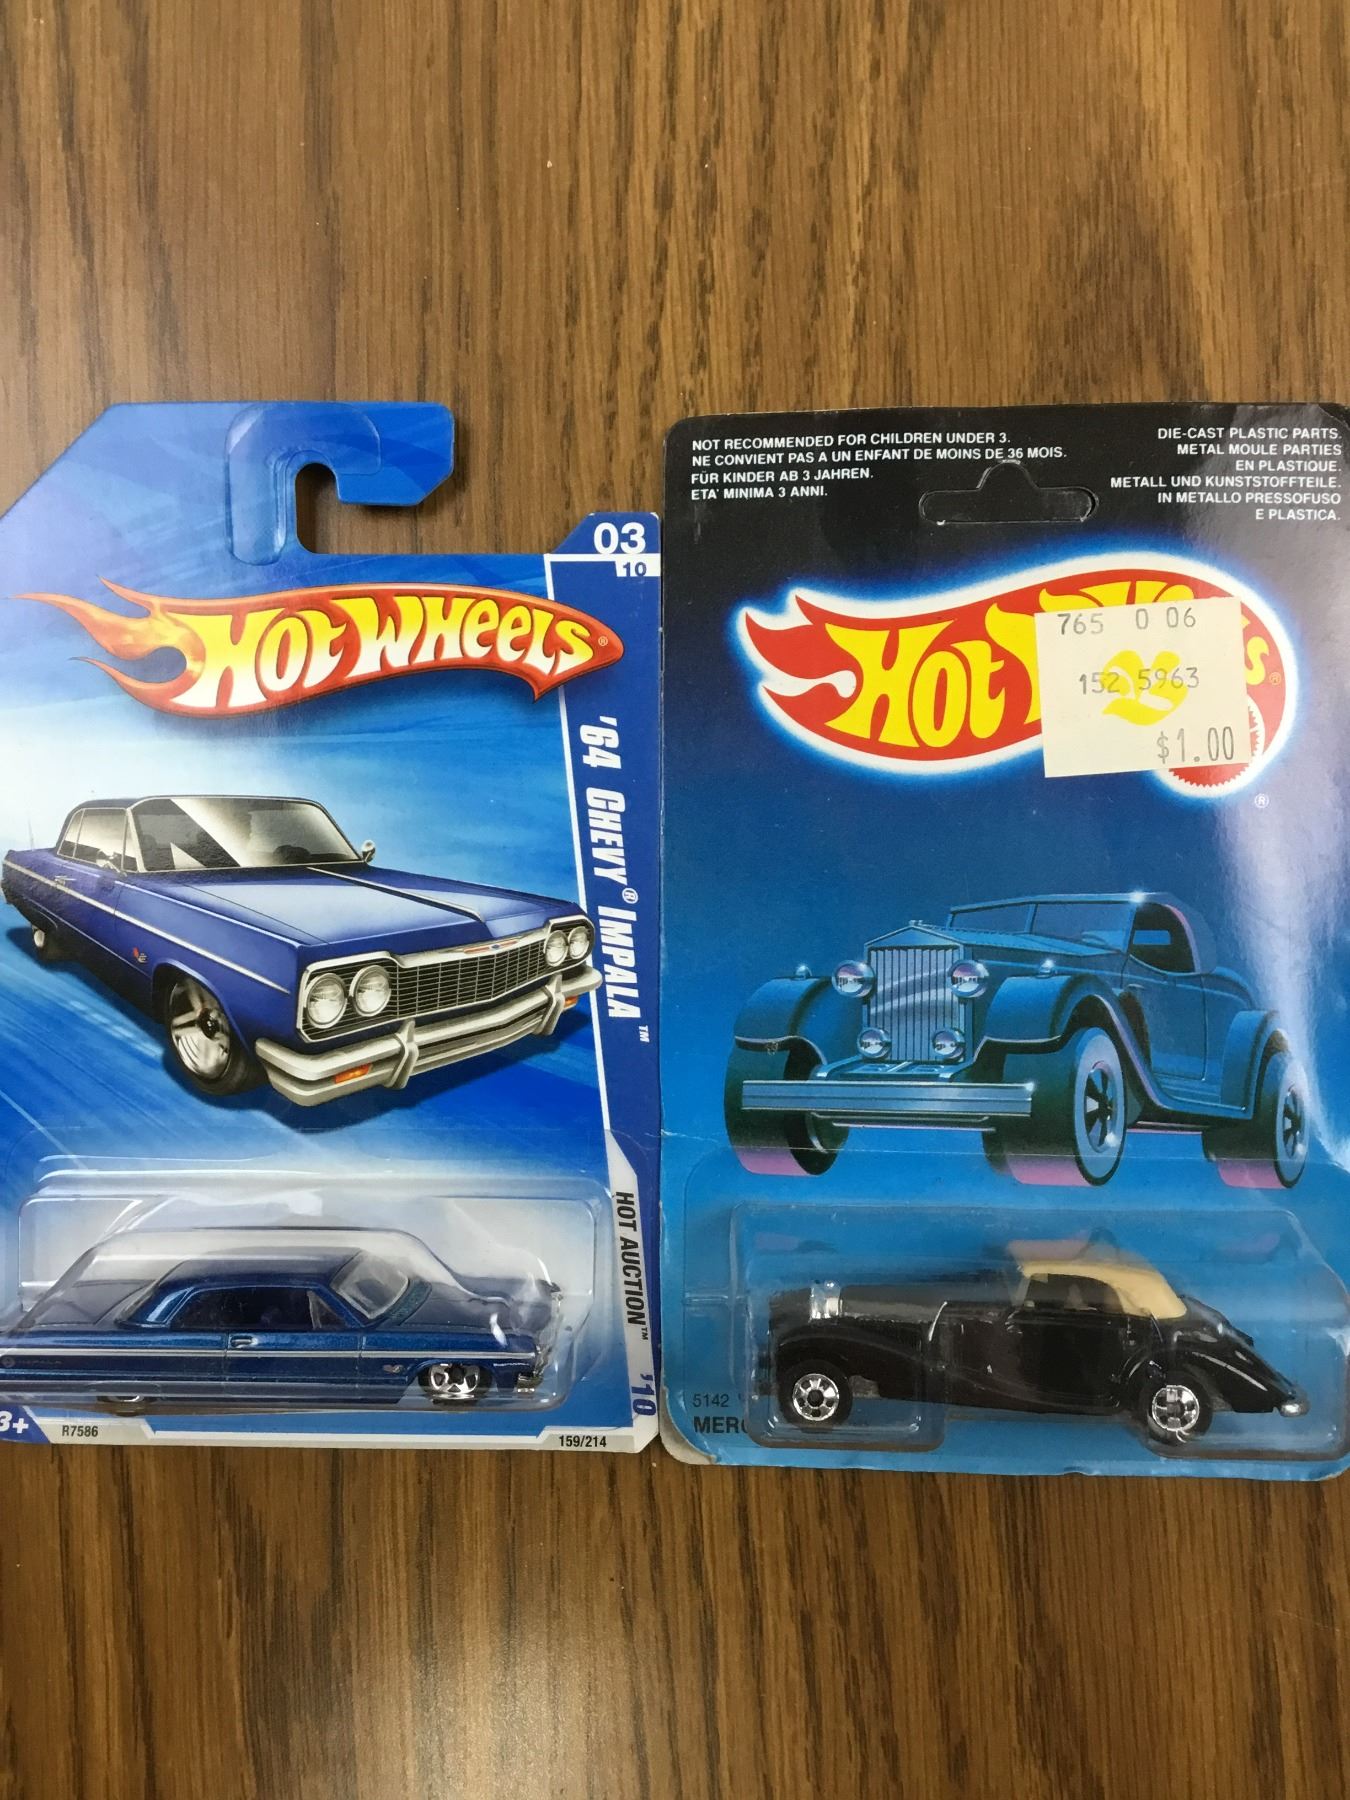 03
10
HOT WHEELS®
'64 CHEVY® IMPALA™
HOT AUCTION™ '10
3+
R7586
159/214
NOT RECOMMENDED FOR CHILDREN UNDER 3.
NE CONVIENT PAS A UN ENFANT DE MOINS DE 36 MOIS.
FÜR KINDER AB 3 JAHREN.
ETA' MINIMA 3 ANNI.
DIE-CAST PLASTIC PARTS.
METAL MOULE PARTIES
EN PLASTIQUE.
METALL UND KUNSTSTOFFTEILE.
IN METALLO PRESSOFUSO
E PLASTICA.
Hot
®
765 0 06
152 5963
$1.00
®
5142